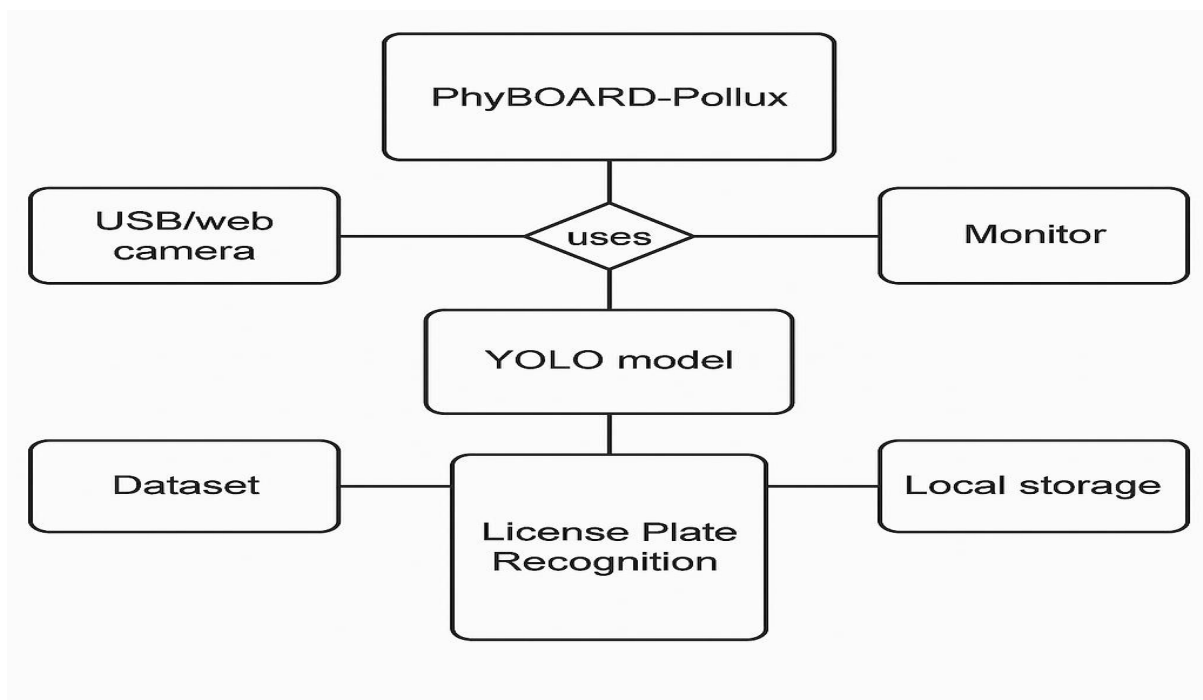 PhyBOARD-Pollux
USB/web
camera
uses
Monitor
YOLO model
Dataset
License Plate
Recognition
Local storage